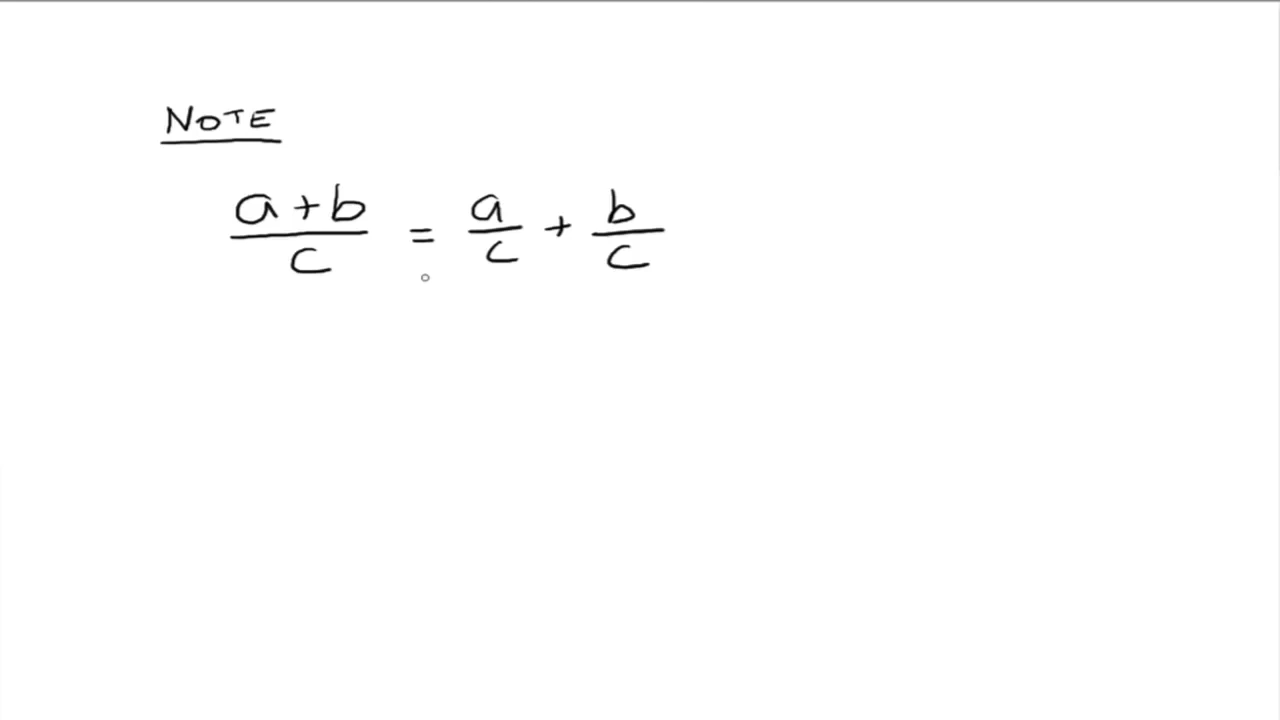 NOTE
a + b / c = a / c + b / c